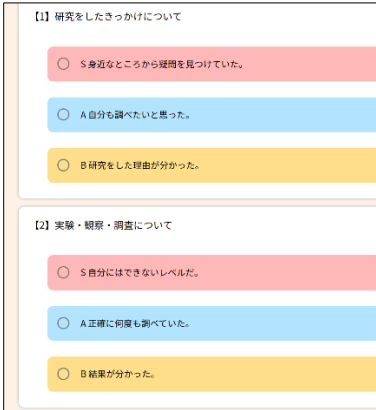 【1】研究をしたきっかけについて
S 身近なところから疑問を見つけていた。
A 自分も調べたいと思った。
B 研究をした理由が分かった。
【2】実験・観察・調査について
S 自分にはできないレベルだ。
A 正確に何度も調べていた。
B 結果が分かった。